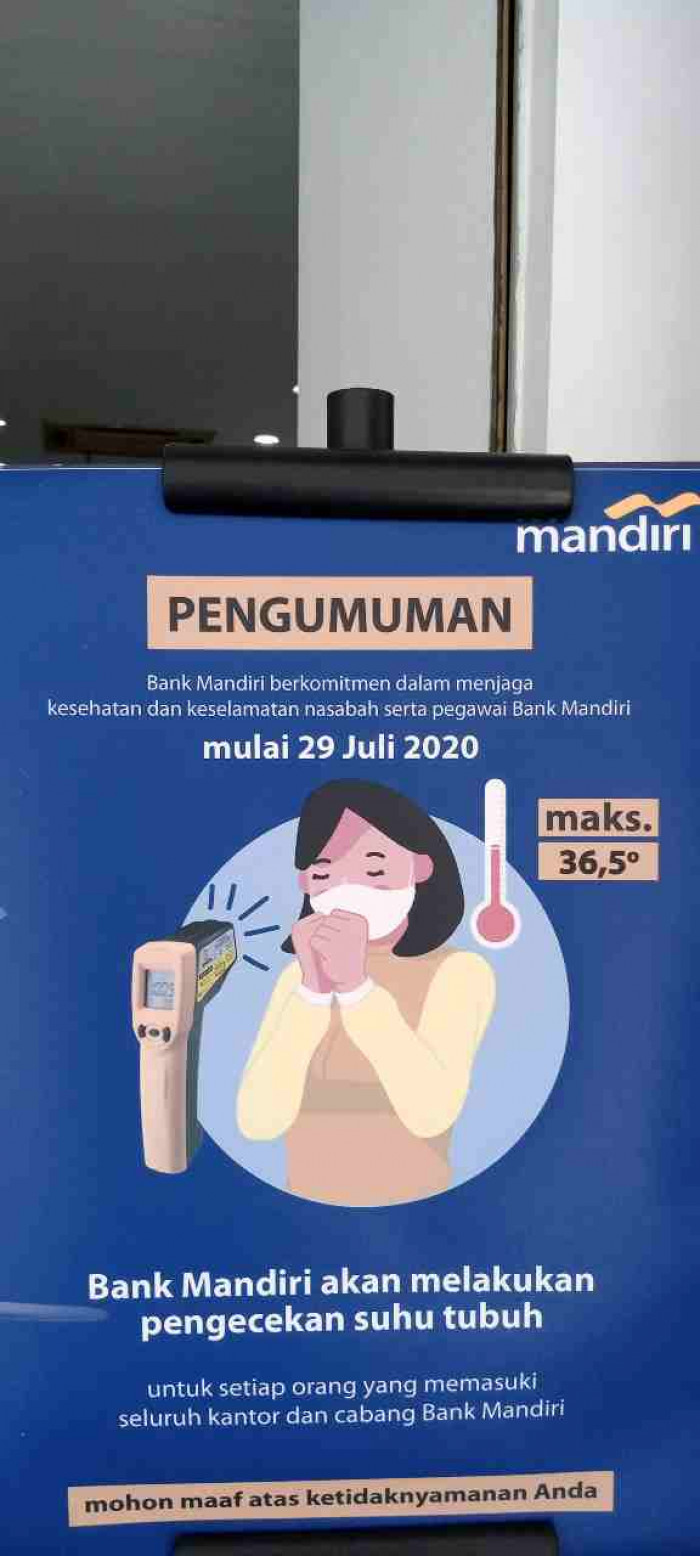 mandiri
PENGUMUMAN
Bank Mandiri berkomitmen dalam menjaga
kesehatan dan keselamatan nasabah serta pegawai Bank Mandiri
mulai 29 Juli 2020
maks.
36,5º
Bank Mandiri akan melakukan
pengecekan suhu tubuh
untuk setiap orang yang memasuki
seluruh kantor dan cabang Bank Mandiri
mohon maaf atas ketidaknyamanan Anda